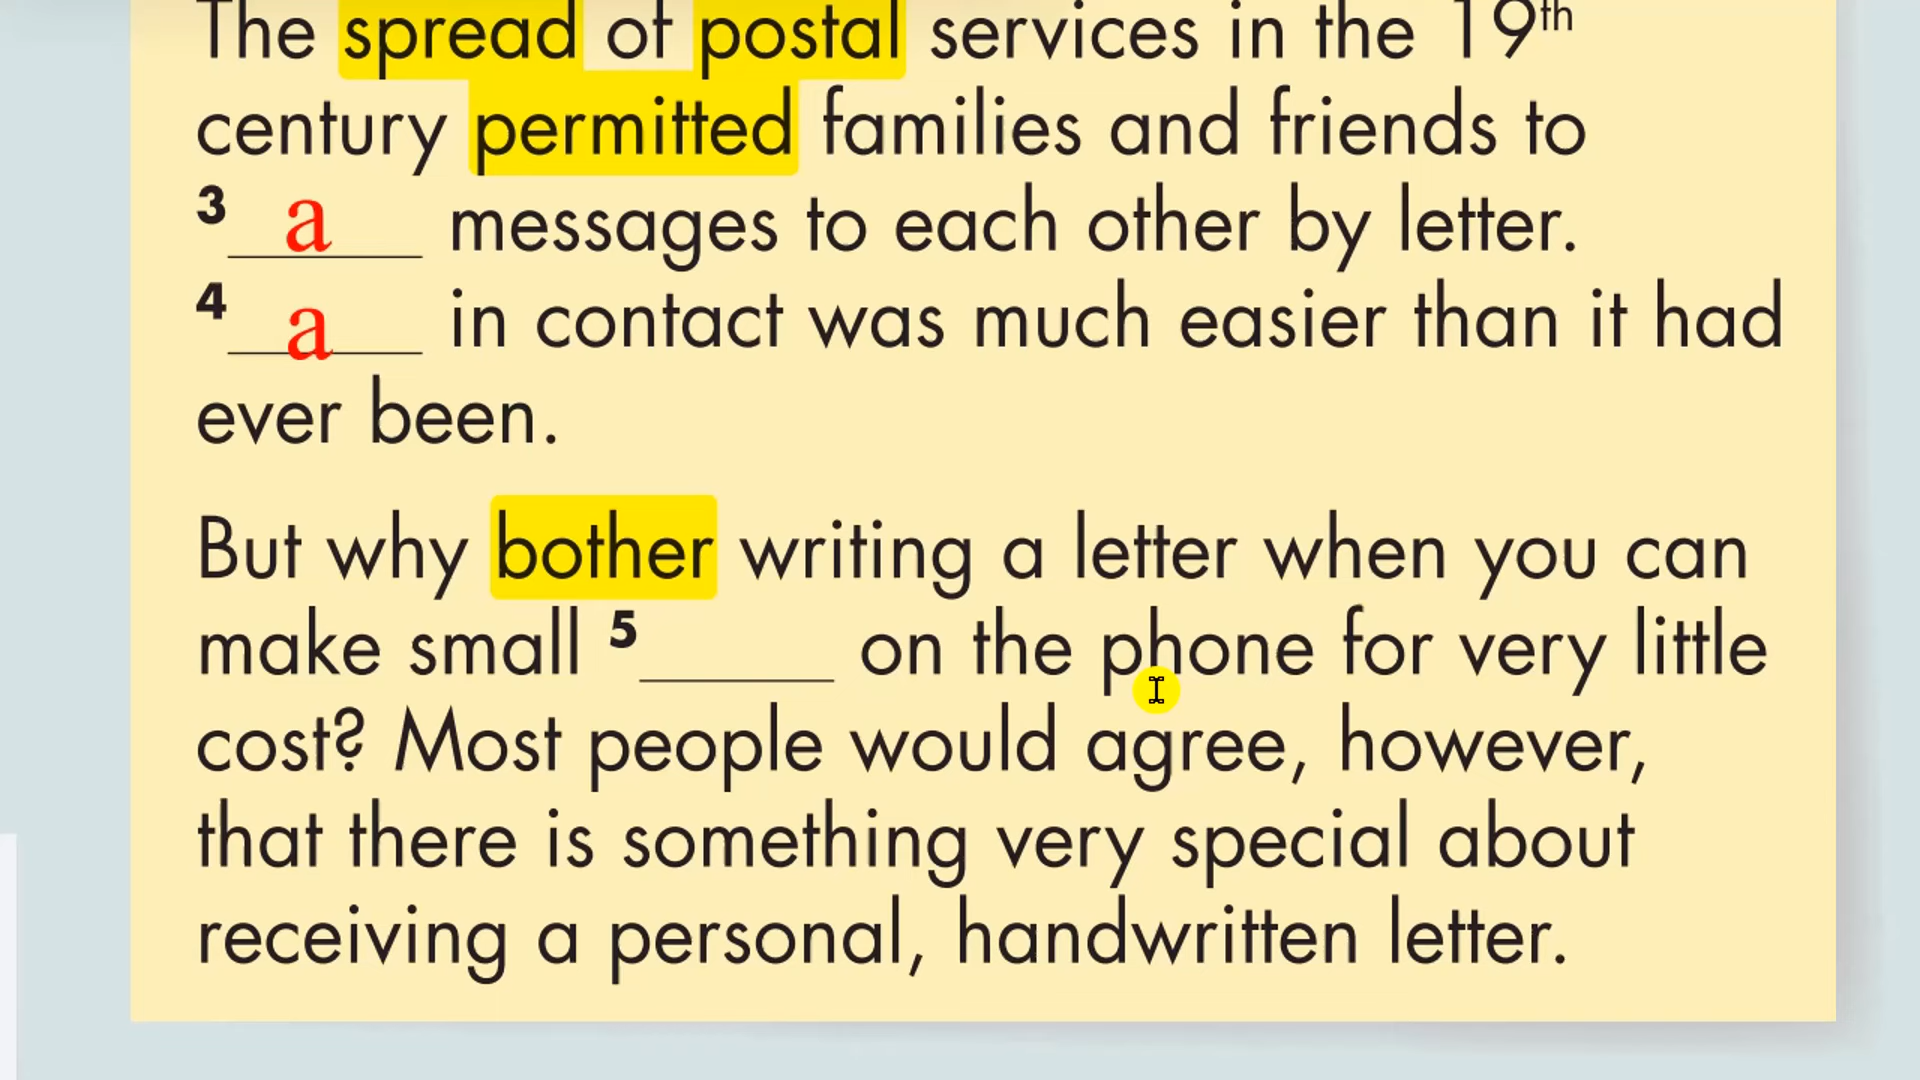 The spread of postal services in the 19th
century permitted families and friends to
3 a messages to each other by letter.
4 a in contact was much easier than it had
ever been.
But why bother writing a letter when you can
make small 5______ on the phone for very little
cost? Most people would agree, however,
that there is something very special about
receiving a personal, handwritten letter.